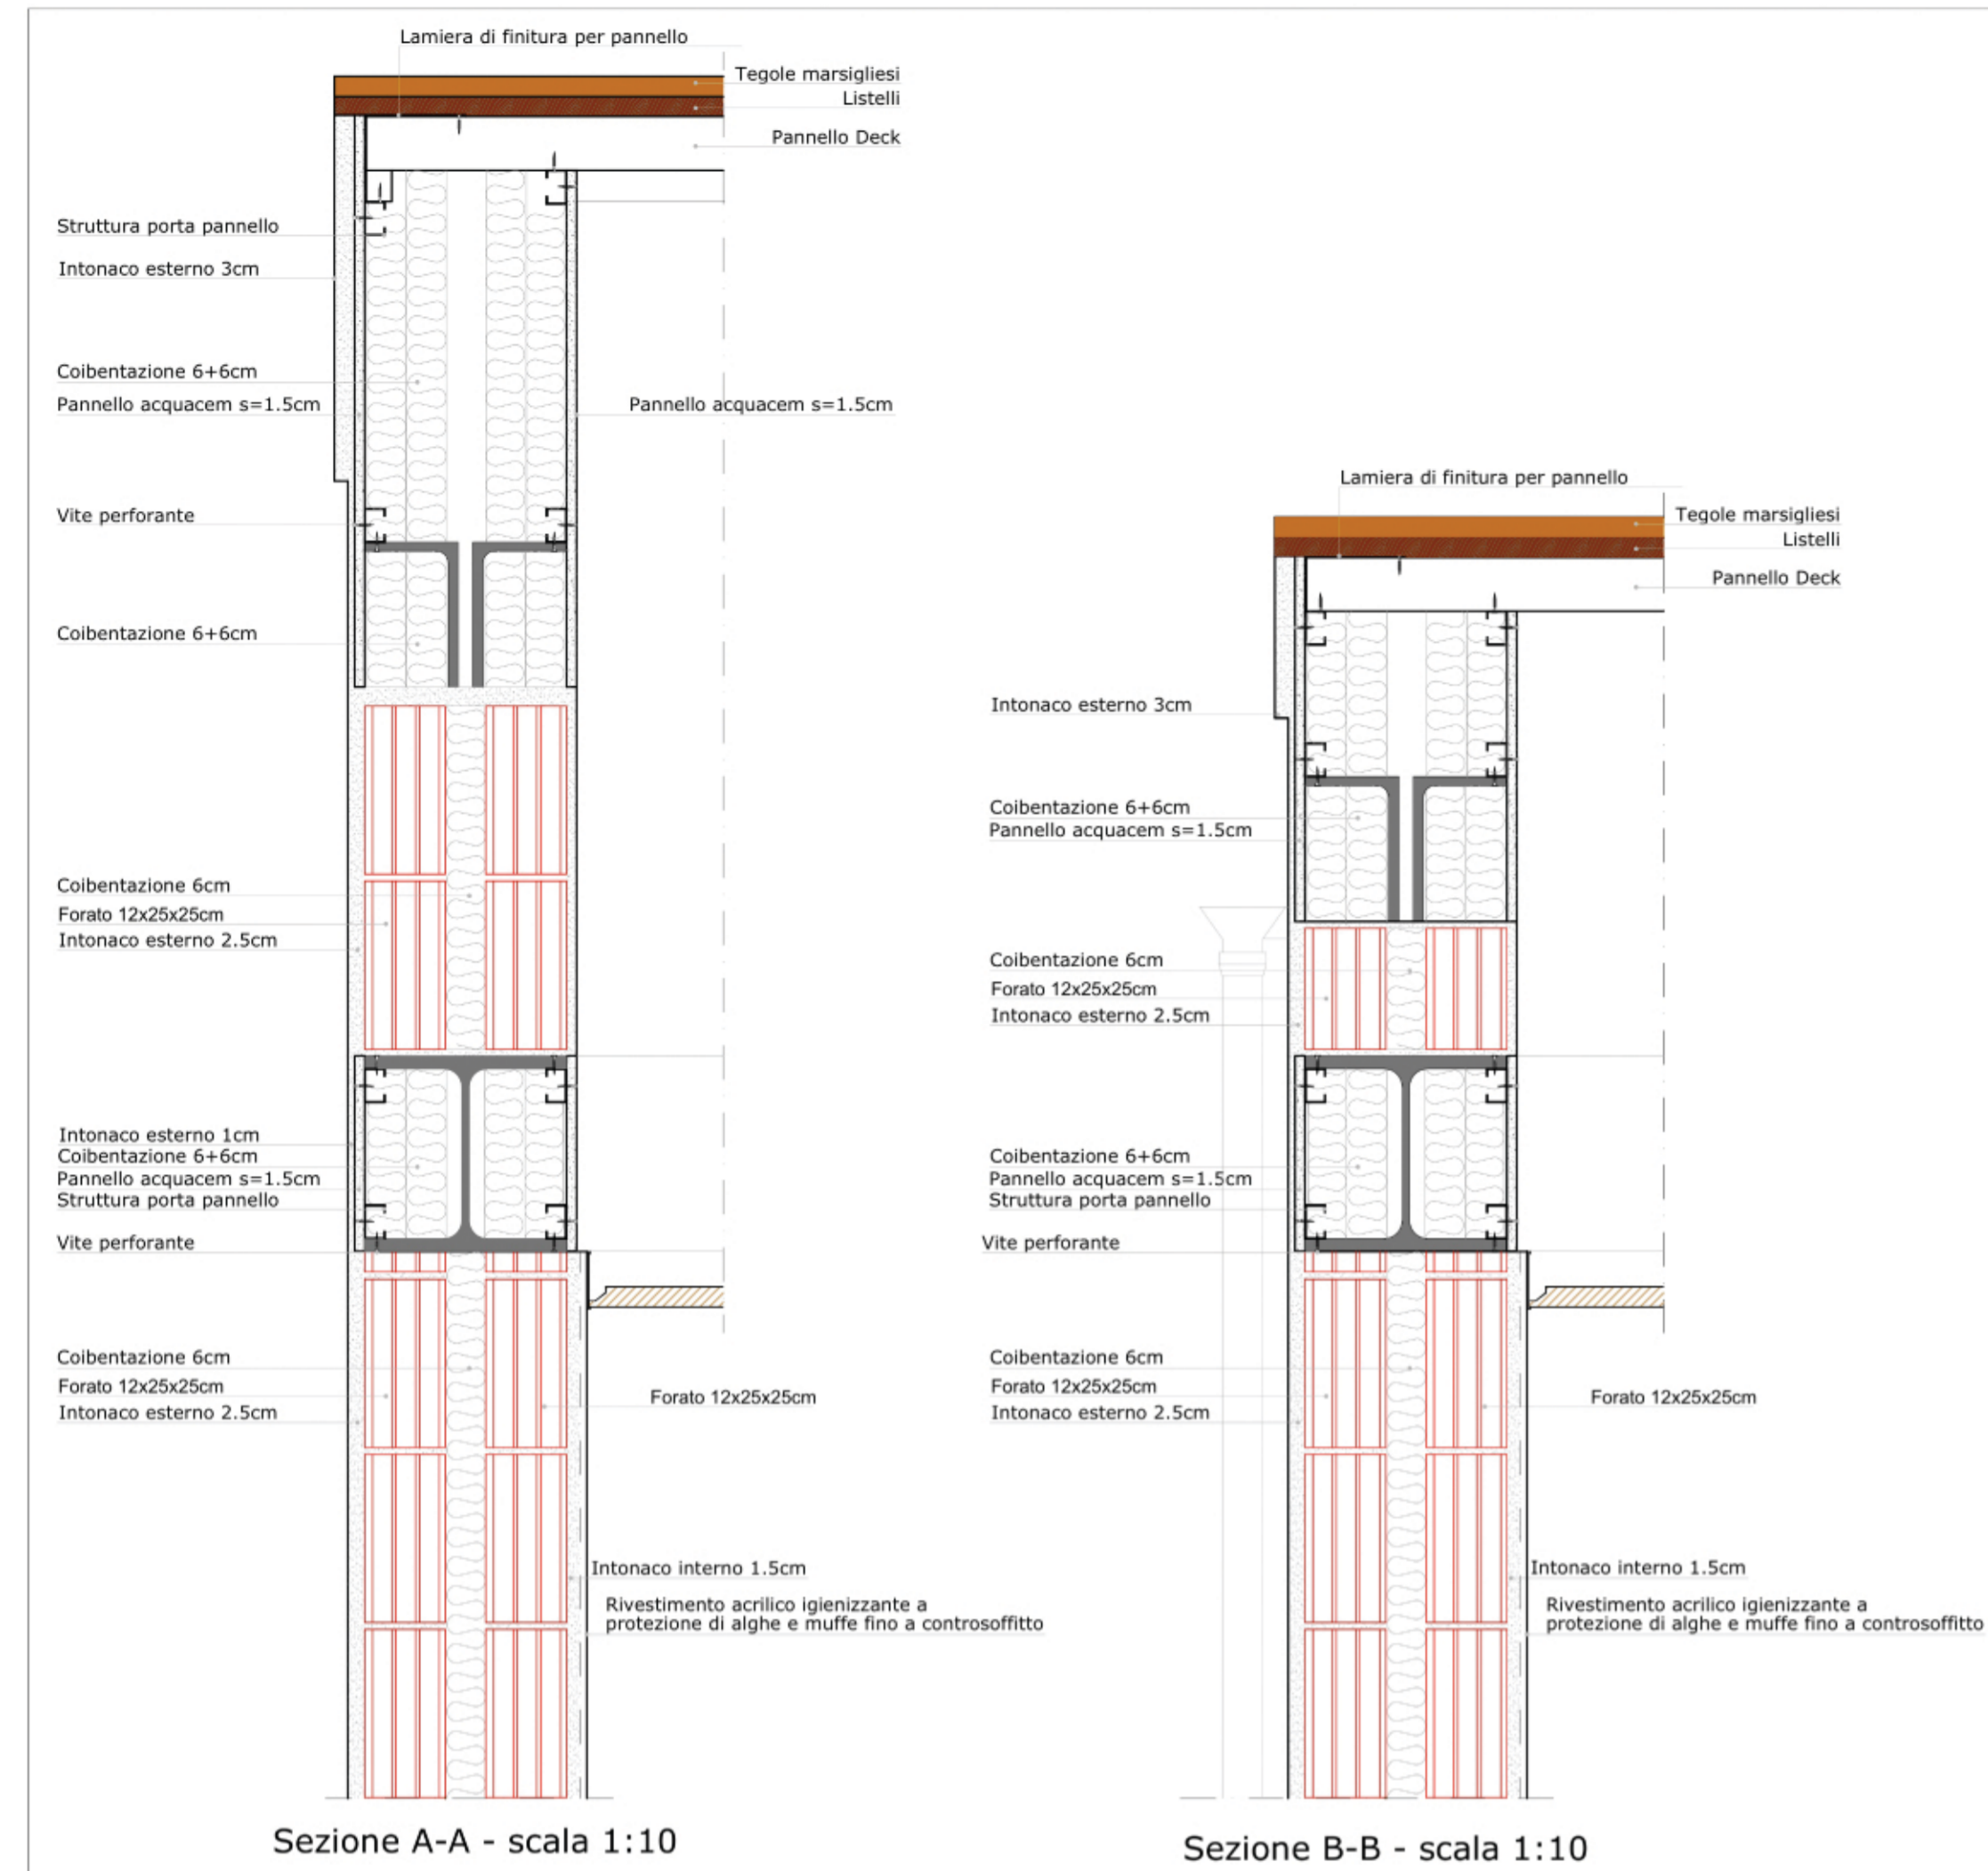 Lamiera di finitura per pannello
Tegole marsigliesi
Listelli
Pannello Deck
Struttura porta pannello
Intonaco esterno 3cm
Coibentazione 6+6cm
Pannello acquacem s=1.5cm
Pannello acquacem s=1.5cm
Vite perforante
Coibentazione 6+6cm
Coibentazione 6cm
Forato 12x25x25cm
Intonaco esterno 2.5cm
Intonaco esterno 1cm
Coibentazione 6+6cm
Pannello acquacem s=1.5cm
Struttura porta pannello
Vite perforante
Coibentazione 6cm
Forato 12x25x25cm
Intonaco esterno 2.5cm
Forato 12x25x25cm
Intonaco interno 1.5cm
Rivestimento acrilico igienizzante a
protezione di alghe e muffe fino a controsoffitto
Sezione A-A - scala 1:10
Lamiera di finitura per pannello
Tegole marsigliesi
Listelli
Pannello Deck
Intonaco esterno 3cm
Coibentazione 6+6cm
Pannello acquacem s=1.5cm
Coibentazione 6cm
Forato 12x25x25cm
Intonaco esterno 2.5cm
Coibentazione 6+6cm
Pannello acquacem s=1.5cm
Struttura porta pannello
Vite perforante
Coibentazione 6cm
Forato 12x25x25cm
Intonaco esterno 2.5cm
Forato 12x25x25cm
Intonaco interno 1.5cm
Rivestimento acrilico igienizzante a
protezione di alghe e muffe fino a controsoffitto
Sezione B-B - scala 1:10